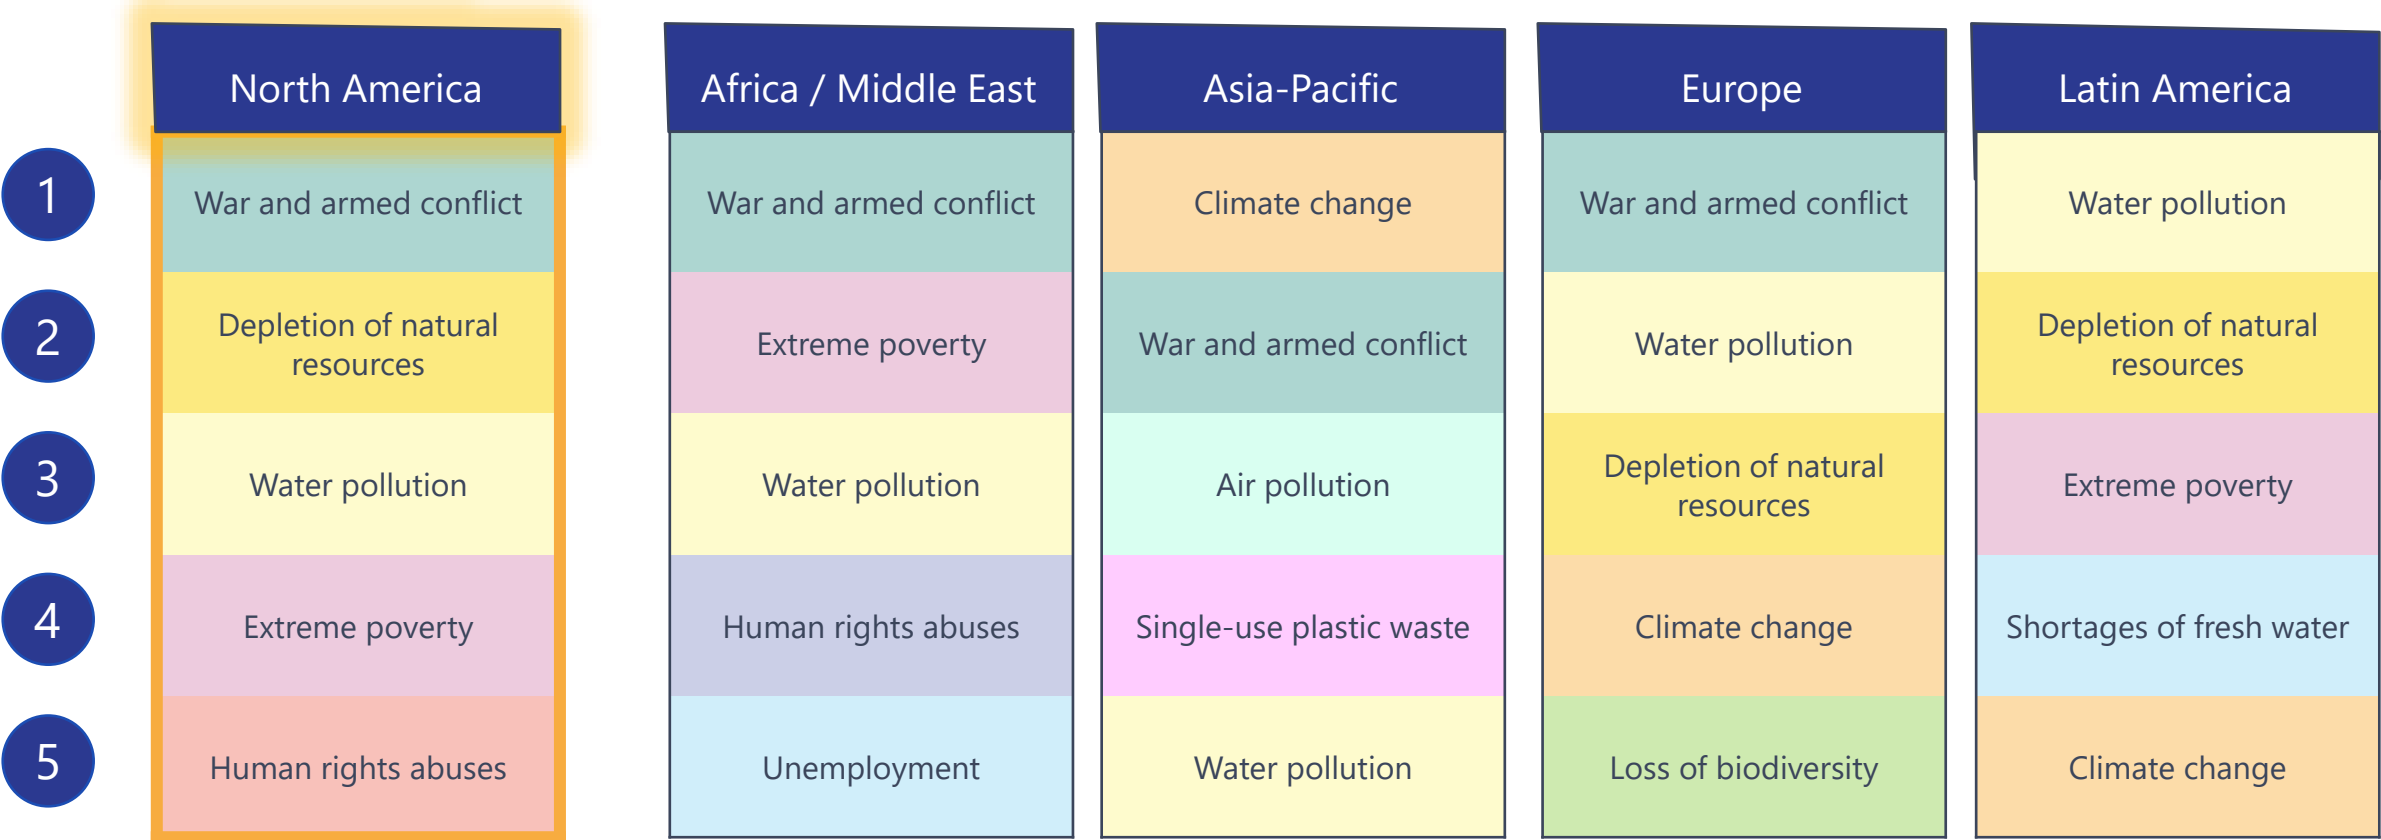 North America
Africa / Middle East
Asia-Pacific
Europe
Latin America
1
War and armed conflict
War and armed conflict
Climate change
War and armed conflict
Water pollution
2
Depletion of natural
resources
Extreme poverty
War and armed conflict
Water pollution
Depletion of natural
resources
3
Water pollution
Water pollution
Air pollution
Depletion of natural
resources
Extreme poverty
4
Extreme poverty
Human rights abuses
Single-use plastic waste
Climate change
Shortages of fresh water
5
Human rights abuses
Unemployment
Water pollution
Loss of biodiversity
Climate change